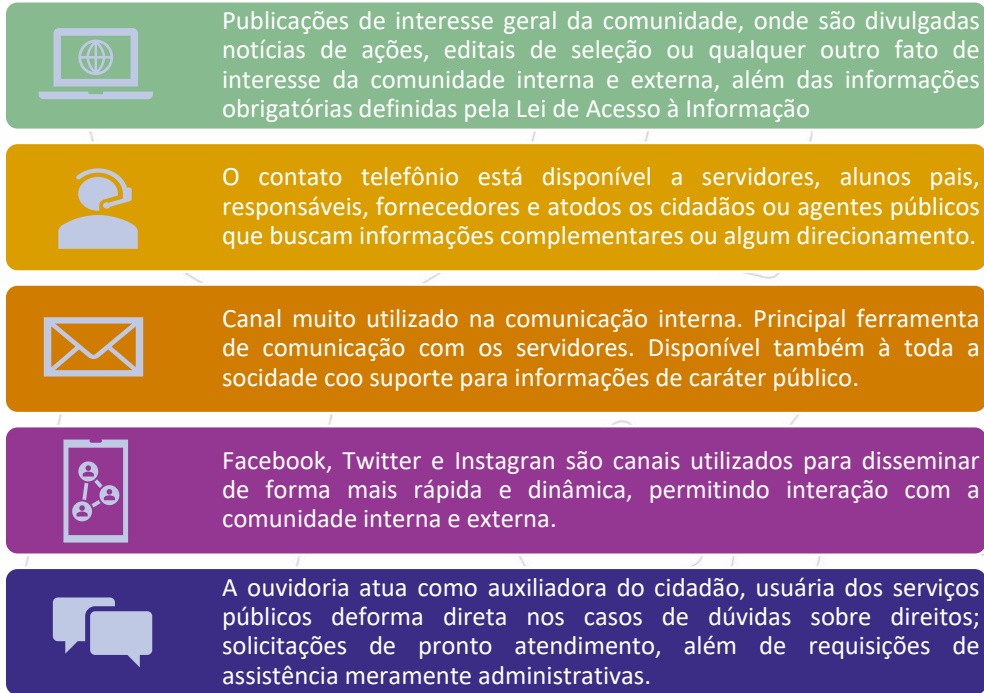 Publicações de interesse geral da comunidade, onde são divulgadas
notícias de ações, editais de seleção ou qualquer outro fato de
interesse da comunidade interna e externa, além das informações
obrigatórias definidas pela Lei de Acesso à Informação
O contato telefônio está disponível a servidores, alunos pais,
responsáveis, fornecedores e atodos os cidadãos ou agentes públicos
que buscam informações complementares ou algum direcionamento.
Canal muito utilizado na comunicação interna. Principal ferramenta
de comunicação com os servidores. Disponível também à toda a
socidade coo suporte para informações de caráter público.
Facebook, Twitter e Instagran são canais utilizados para disseminar
de forma mais rápida e dinâmica, permitindo interação com a
comunidade interna e externa.
A ouvidoria atua como auxiliadora do cidadão, usuária dos serviços
públicos deforma direta nos casos de dúvidas sobre direitos;
solicitações de pronto atendimento, além de requisições de
assistência meramente administrativas.